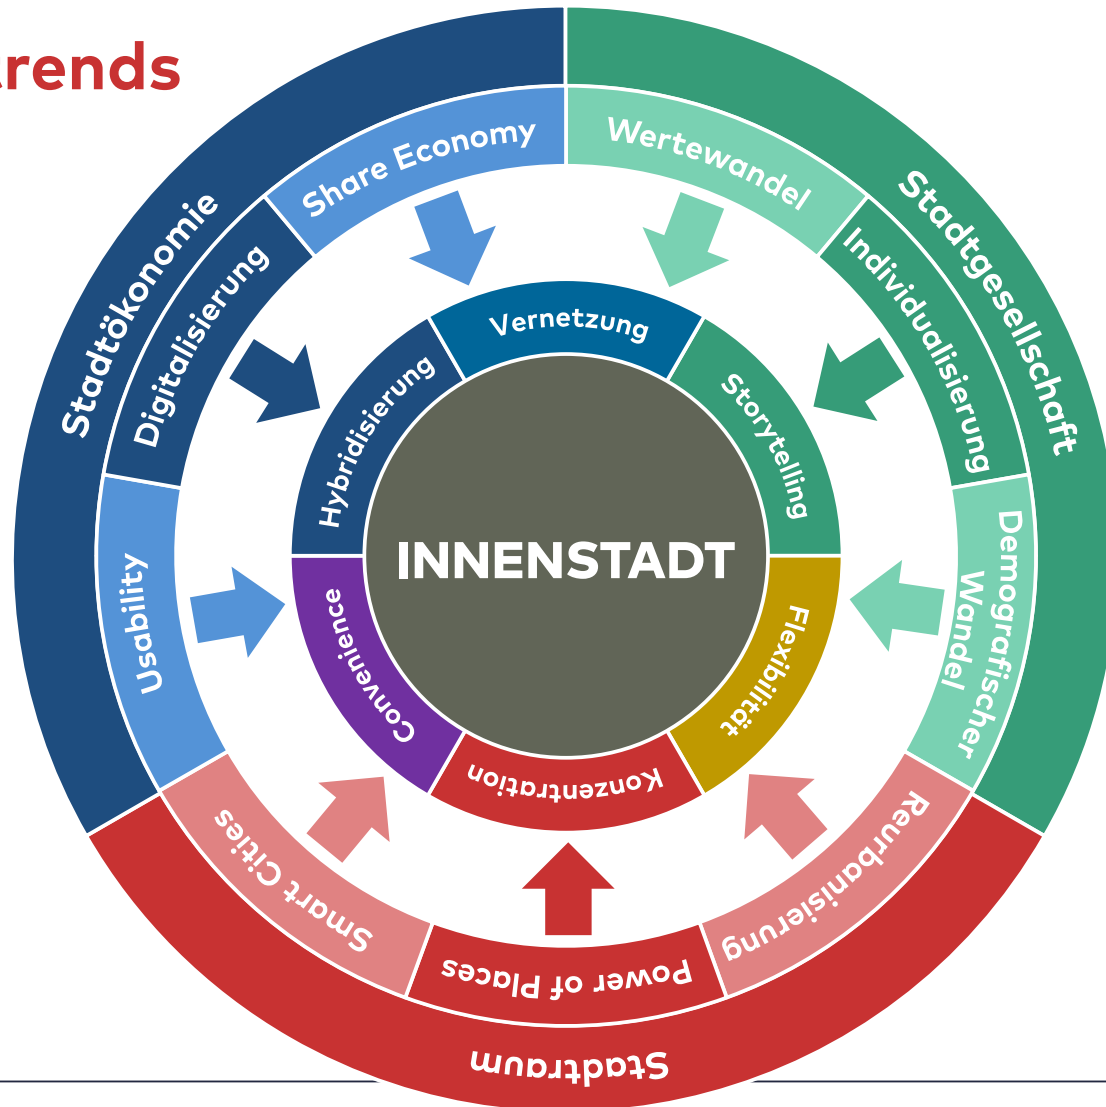 rends
Stadtökonomie
Stadtgesellschaft
Stadtraum
Share Economy
Wertewandel
Individualisierung
Demografischer
Wandel
Reurbanisierung
Power of Places
Smart Cities
Usability
Digitalisierung
Vernetzung
Storytelling
Flexibilität
Konzentration
Convenience
Hybridisierung
INNENSTADT